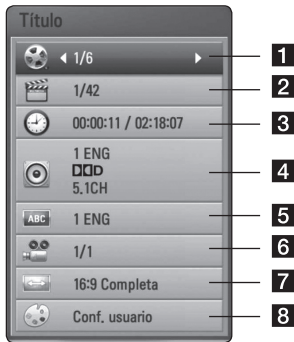 Título
1/6 1
1/42 2
00:00:11 / 02:18:07 3
1 ENG
D
5.1CH 4
ABC 1 ENG 5
1/1 6
16:9 Completa 7
Conf. usuario 8